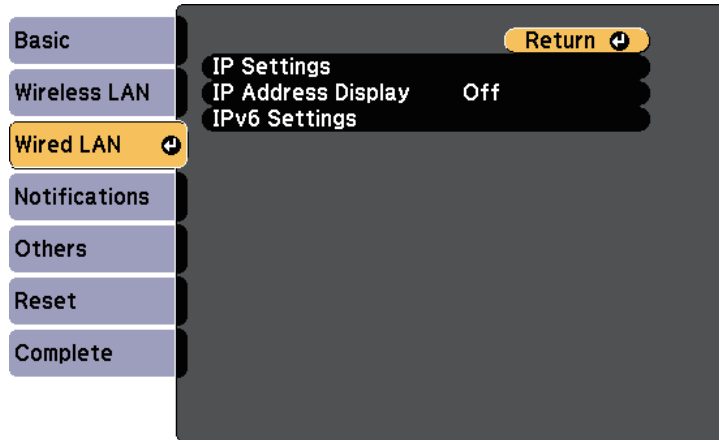 Basic
Wireless LAN
Wired LAN
Notifications
Others
Reset
Complete
Return
IP Settings
IP Address Display Off
IPv6 Settings